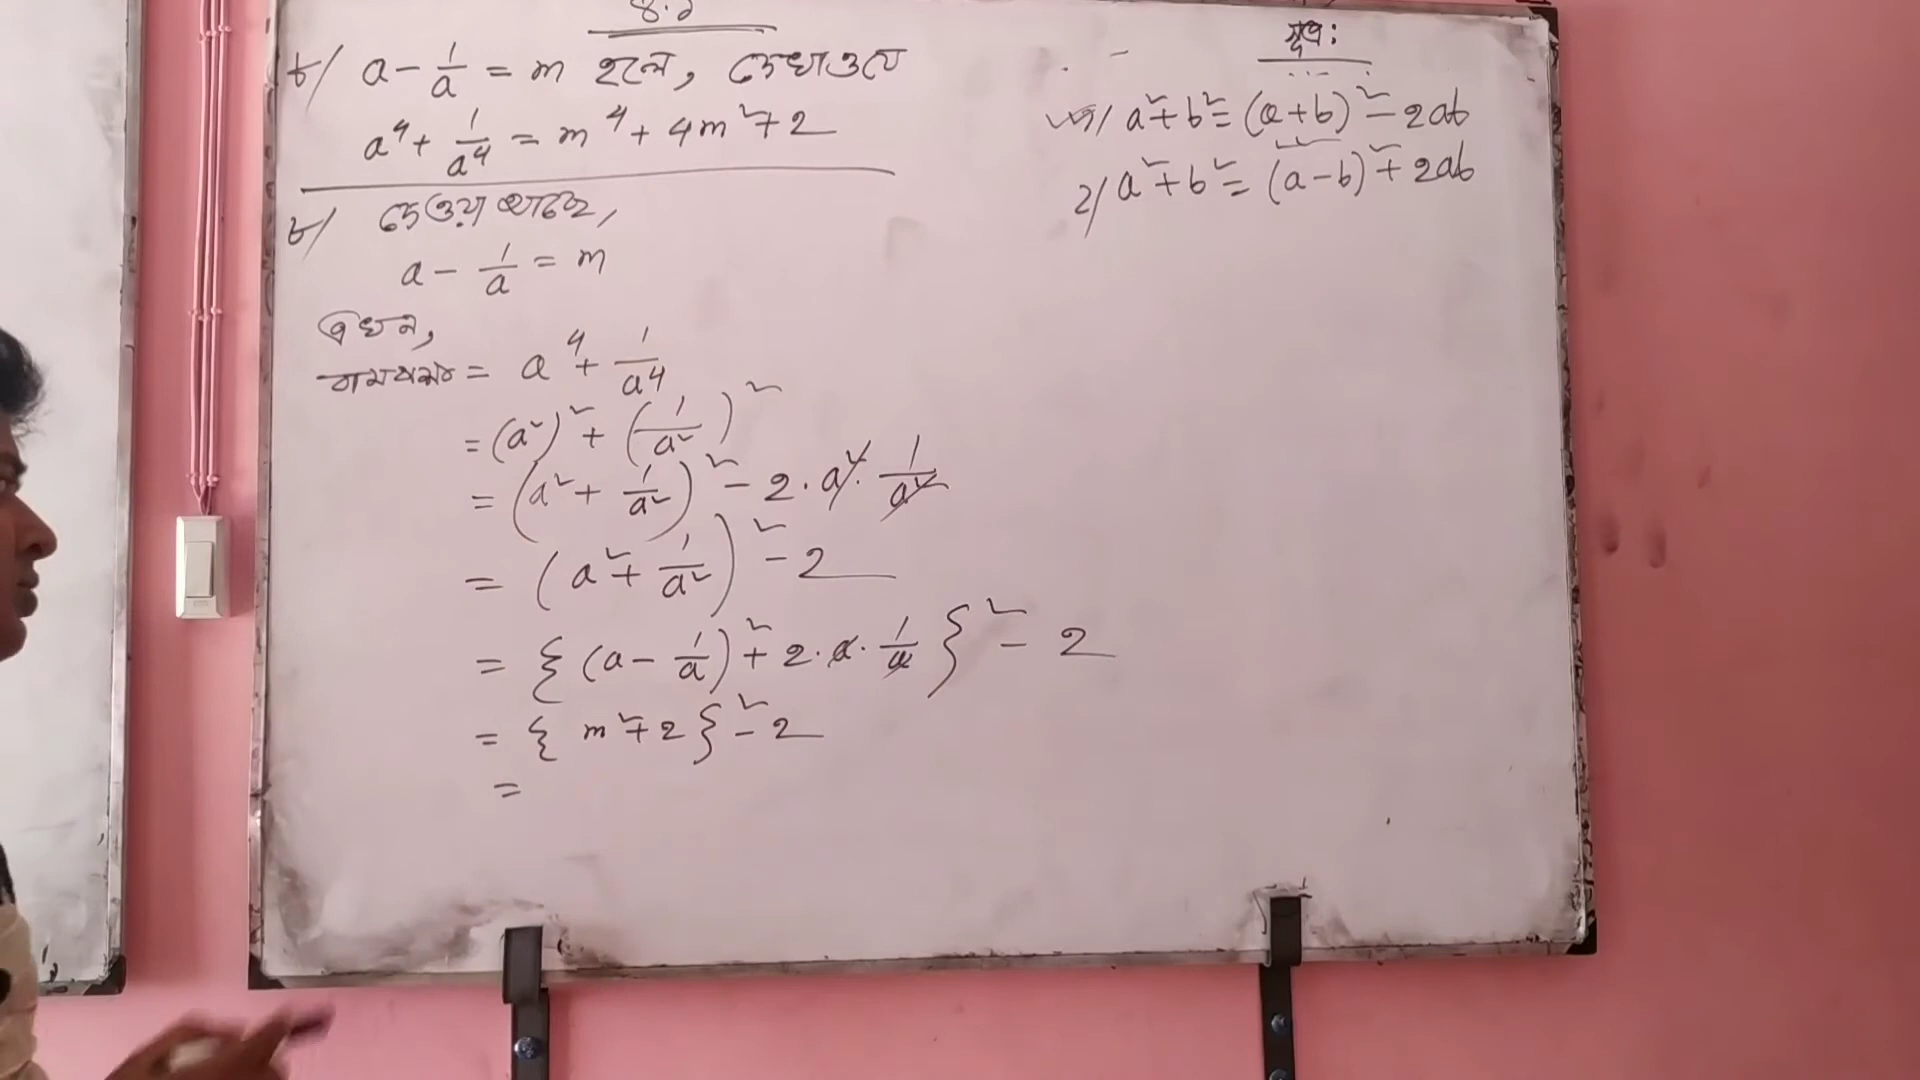 ৪.১
৮/ a - 1/a = m হলে, দেখাও যে
a⁴ + 1/a⁴ = m⁴ + 4m² + 2
৮/ দেওয়া আছে,
a - 1/a = m
এখন,
বামপক্ষ = a⁴ + 1/a⁴
= (a²)² + (1/a²)²
= (a² + 1/a²)² - 2 · a² · 1/a²
= (a² + 1/a²)² - 2
= {(a - 1/a)² + 2 · a · 1/a}² - 2
= {m² + 2}² - 2
=
সূত্র:
১/ a² + b² = (a+b)² - 2ab
2/ a² + b² = (a-b)² + 2ab